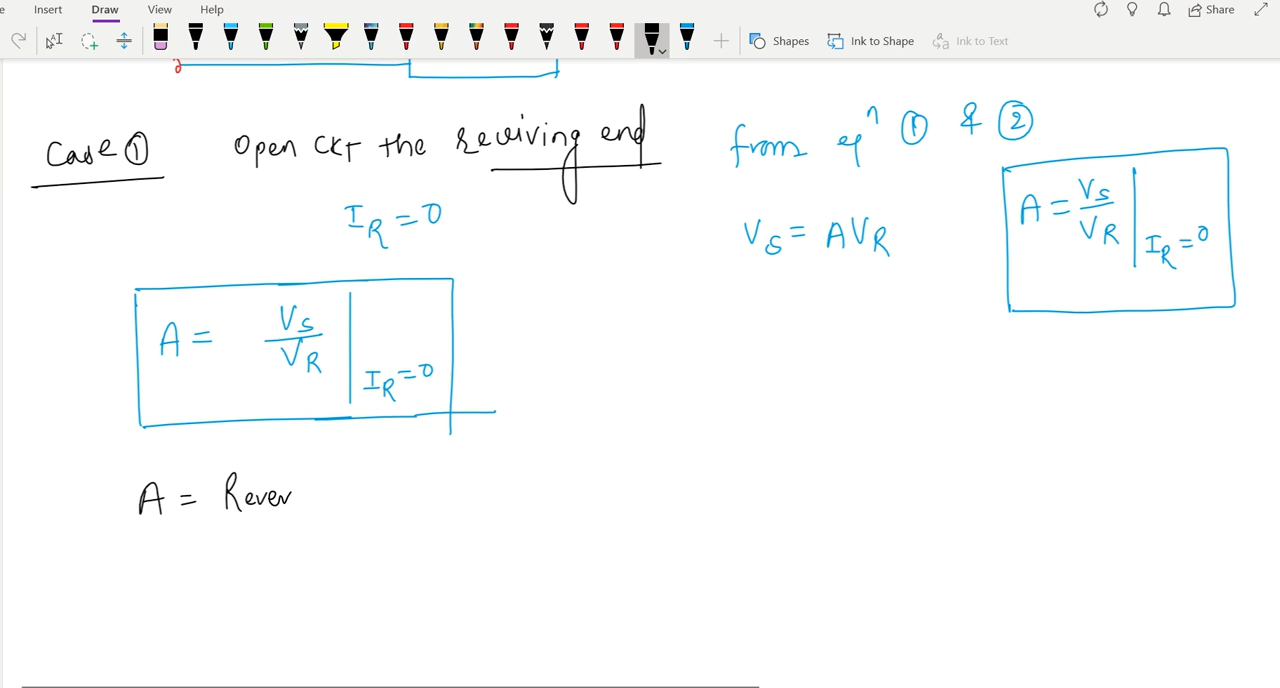 e Insert Draw View Help Share
Shapes Ink to Shape Ink to Text
Case ① Open CKT the receiving end
I_R = 0
A = V_S / V_R | I_R = 0
A = Rever
from eqⁿ ① & ②
V_S = A V_R
A = V_S / V_R | I_R = 0